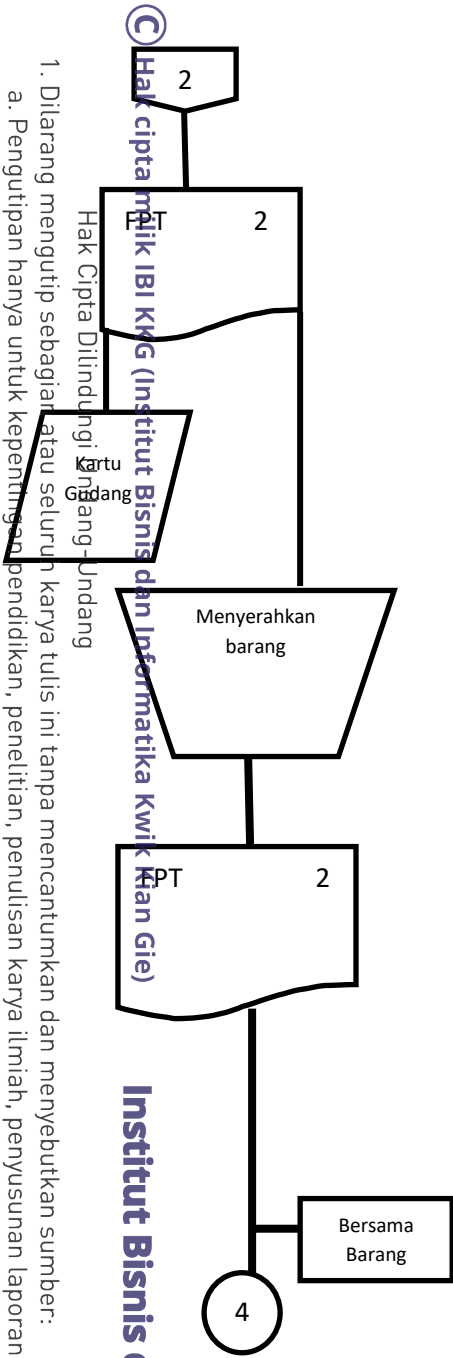 2
FPT 2
Kartu
Gudang
Menyerahkan
barang
FPT 2
Bersama
Barang
4
© Hak cipta milik IBI KKG (Institut Bisnis dan Informatika Kwik Kian Gie)
Institut Bisnis
Hak Cipta Dilindungi Undang-Undang
1. Dilarang mengutip sebagian atau seluruh karya tulis ini tanpa mencantumkan dan menyebutkan sumber:
a. Pengutipan hanya untuk kepentingan pendidikan, penelitian, penulisan karya ilmiah, penyusunan laporan